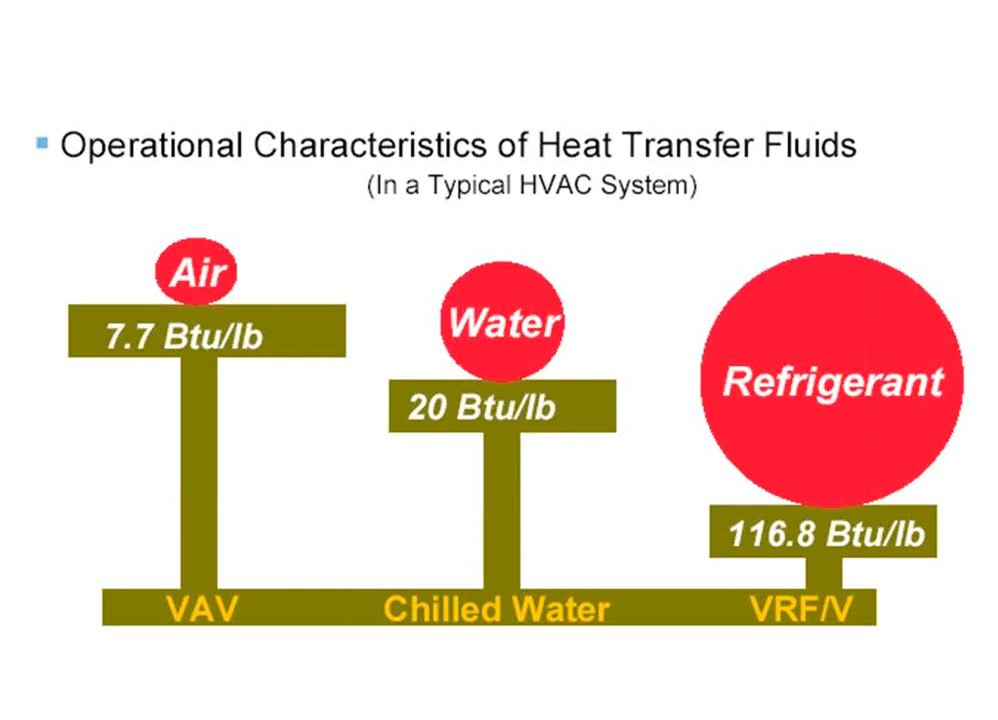 Operational Characteristics of Heat Transfer Fluids
(In a Typical HVAC System)
Air
7.7 Btu/lb
Water
20 Btu/lb
Refrigerant
116.8 Btu/lb
VAV
Chilled Water
VRF/V